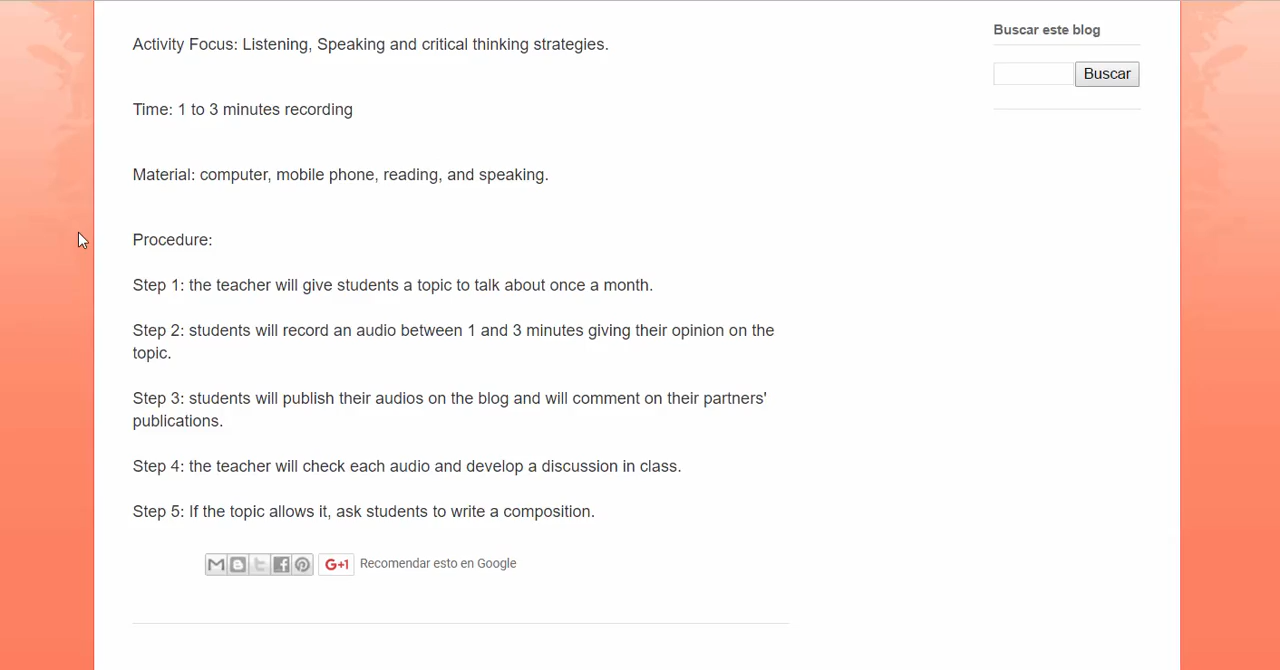 Activity Focus: Listening, Speaking and critical thinking strategies.
Time: 1 to 3 minutes recording
Material: computer, mobile phone, reading, and speaking.
Procedure:
Step 1: the teacher will give students a topic to talk about once a month.
Step 2: students will record an audio between 1 and 3 minutes giving their opinion on the
topic.
Step 3: students will publish their audios on the blog and will comment on their partners'
publications.
Step 4: the teacher will check each audio and develop a discussion in class.
Step 5: If the topic allows it, ask students to write a composition.
G+1 Recomendar esto en Google
Buscar este blog
Buscar